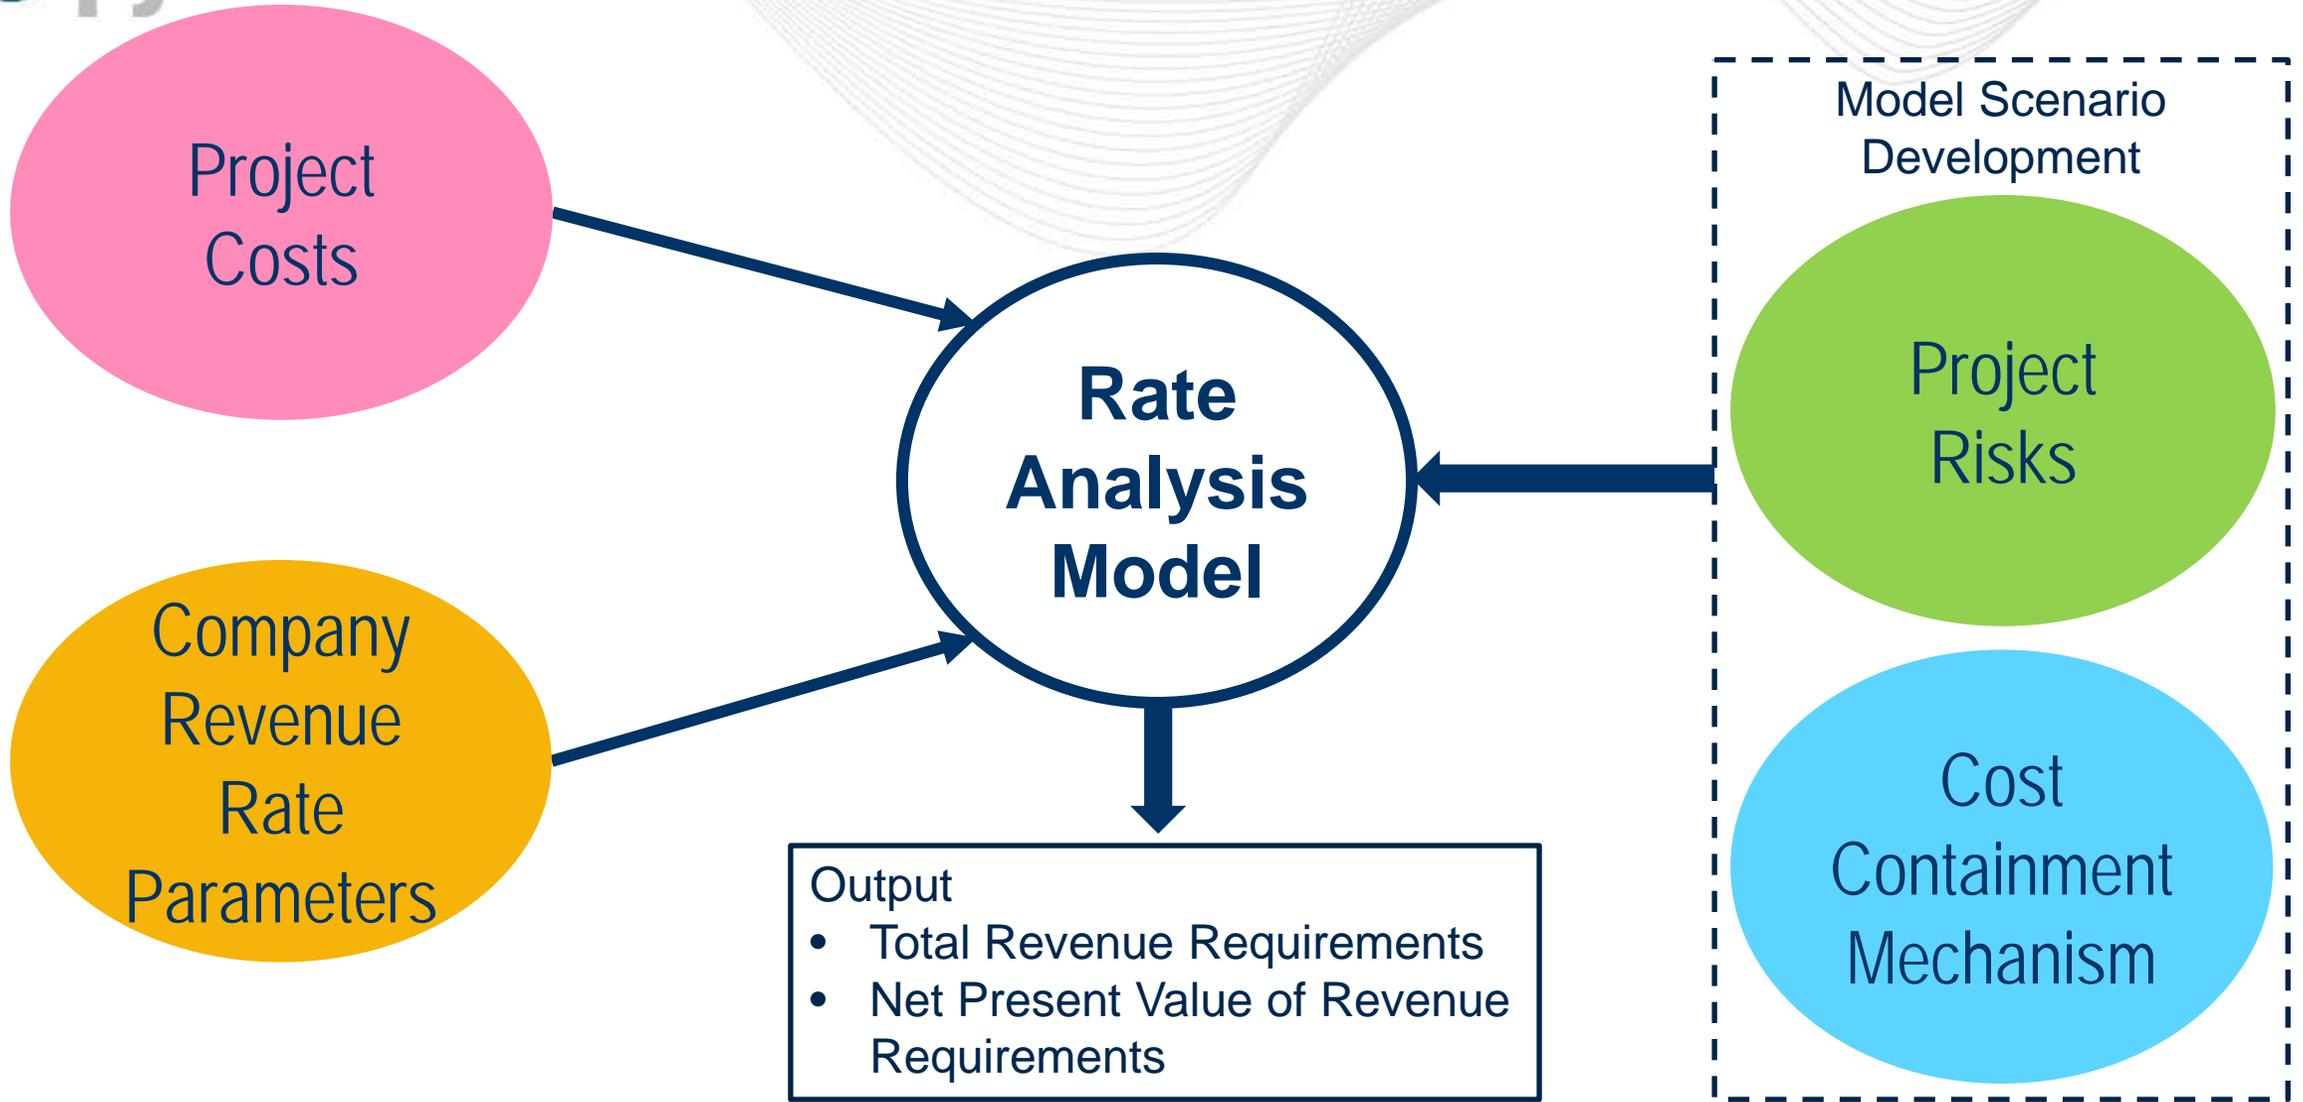 Project
Costs
Company
Revenue
Rate
Parameters
Rate
Analysis
Model
Output
• Total Revenue Requirements
• Net Present Value of Revenue
Requirements
Model Scenario
Development
Project
Risks
Cost
Containment
Mechanism